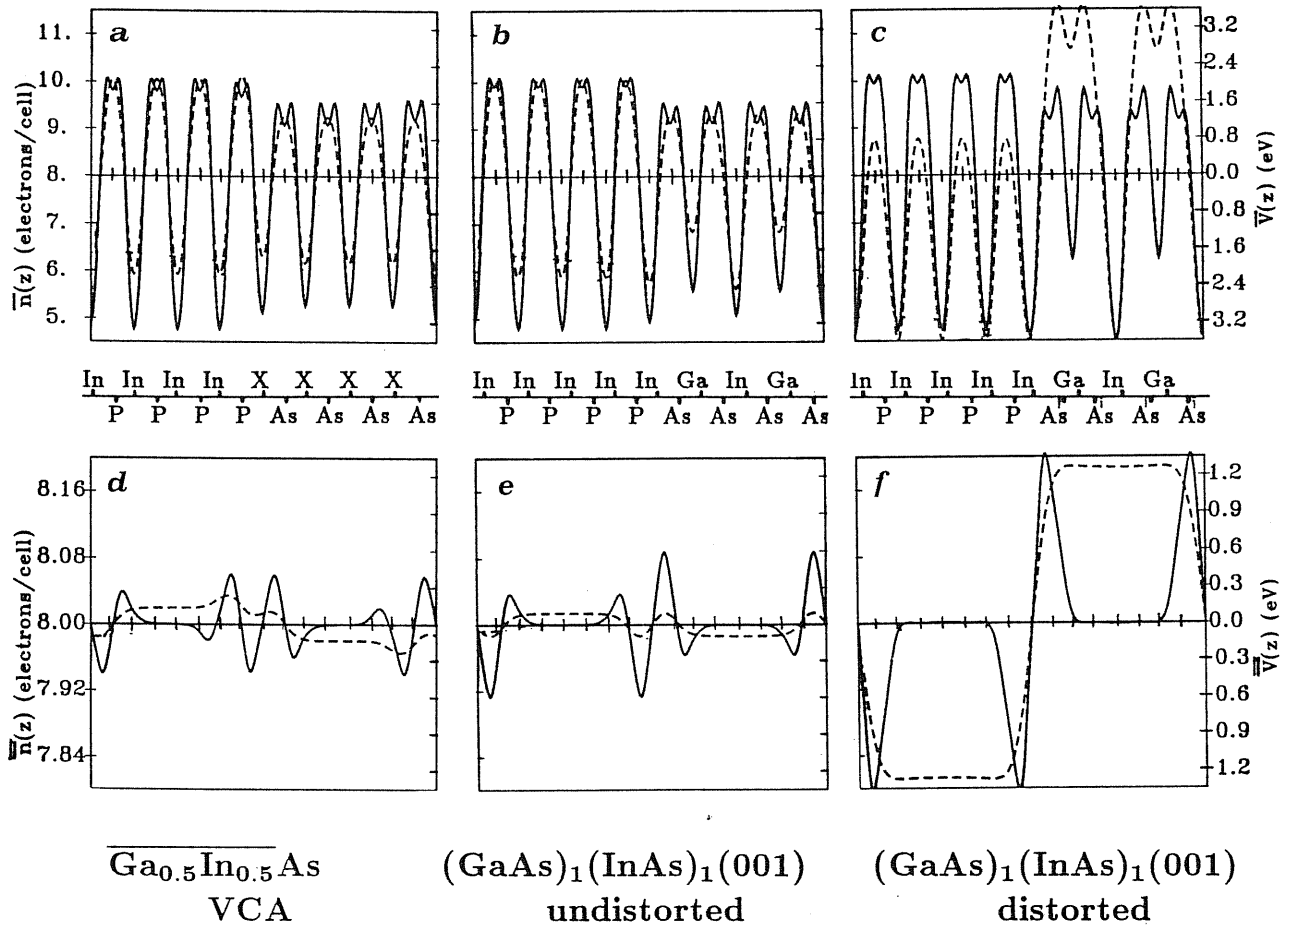 a
b
c
11.
10.
9.
8.
7.
6.
5.
n̅(z) (electrons/cell)
3.2
2.4
1.6
0.8
0.0
0.8
1.6
2.4
3.2
V̅(z) (eV)
In In In In X X X X
P P P P As As As As
In In In In In Ga In Ga
P P P P As As As As
In In In In In Ga In Ga
P P P P As As As As
d
e
f
8.16
8.08
8.00
7.92
7.84
n̿(z) (electrons/cell)
1.2
0.9
0.6
0.3
0.0
0.3
0.6
0.9
1.2
V̿(z) (eV)
G̅a̅₀.₅I̅n̅₀.₅As
VCA
(GaAs)₁(InAs)₁(001)
undistorted
(GaAs)₁(InAs)₁(001)
distorted